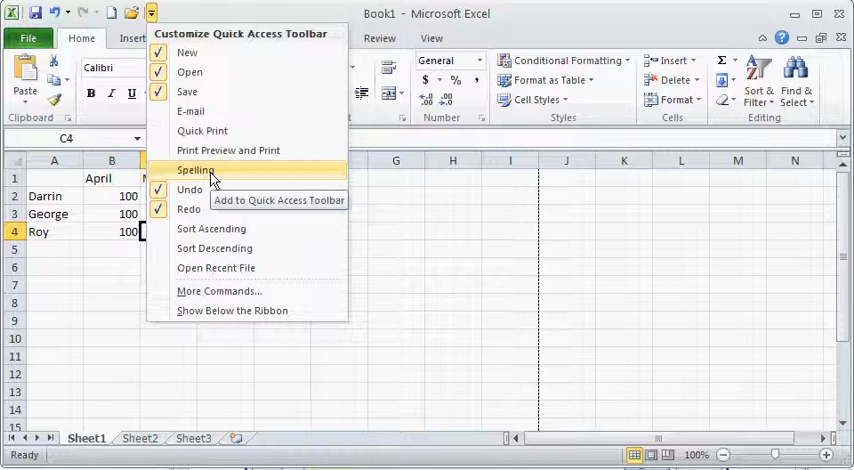 Book1 - Microsoft Excel
File Home Review View
Customize Quick Access Toolbar
New
Open
Save
E-mail
Quick Print
Print Preview and Print
Spelling
Undo
Add to Quick Access Toolbar
Redo
Sort Ascending
Sort Descending
Open Recent File
More Commands...
Show Below the Ribbon
Paste
Clipboard
Calibri
B I
General
$ % ,
Number
Conditional Formatting
Format as Table
Cell Styles
Styles
Insert
Delete
Format
Cells
Σ
Sort & Filter
Find & Select
Editing
C4
A B G H I J K L M N
1 April
2 Darrin 100
3 George 100
4 Roy 100
5
6
7
8
9
10
11
12
13
14
15
Sheet1 Sheet2 Sheet3
Ready 100%